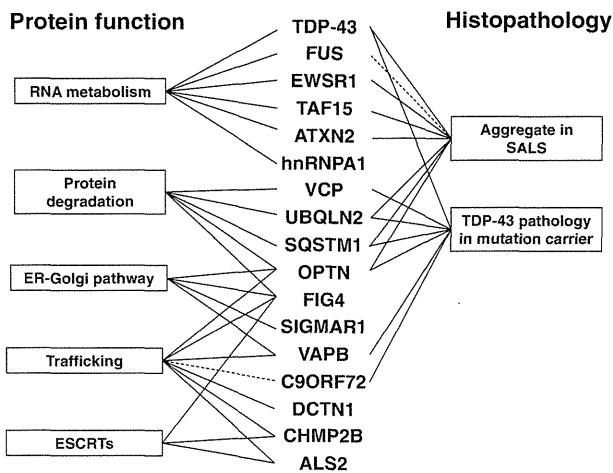 Protein function
Histopathology
TDP-43
FUS
EWSR1
TAF15
ATXN2
hnRNPA1
VCP
UBQLN2
SQSTM1
OPTN
FIG4
SIGMAR1
VAPB
C9ORF72
DCTN1
CHMP2B
ALS2
RNA metabolism
Protein
degradation
ER-Golgi pathway
Trafficking
ESCRTs
Aggregate in
SALS
TDP-43 pathology
in mutation carrier